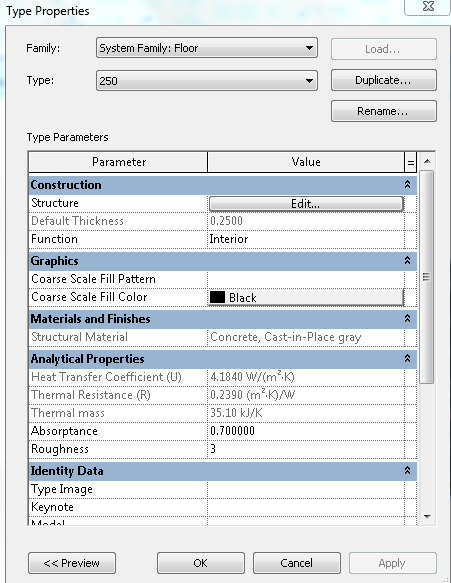 Type Properties
Family: System Family: Floor Load...
Type: 250 Duplicate...
Rename...
Type Parameters
Parameter Value =
Construction
Structure Edit...
Default Thickness 0.2500
Function Interior
Graphics
Coarse Scale Fill Pattern
Coarse Scale Fill Color Black
Materials and Finishes
Structural Material Concrete, Cast-in-Place gray
Analytical Properties
Heat Transfer Coefficient (U) 4.1840 W/(m²·K)
Thermal Resistance (R) 0.2390 (m²·K)/W
Thermal mass 35.10 kJ/K
Absorptance 0.700000
Roughness 3
Identity Data
Type Image
Keynote
Model
<< Preview OK Cancel Apply